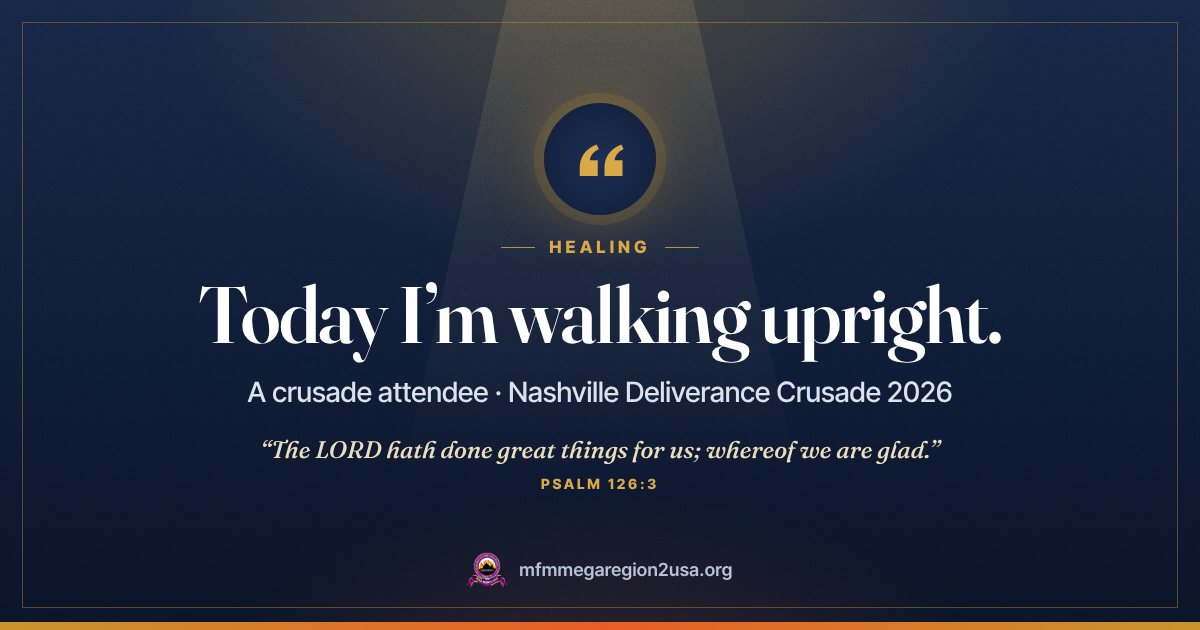 HEALING
Today I’m walking upright.
A crusade attendee · Nashville Deliverance Crusade 2026
“The LORD hath done great things for us; whereof we are glad.”
PSALM 126:3
mfmmegaregion2usa.org